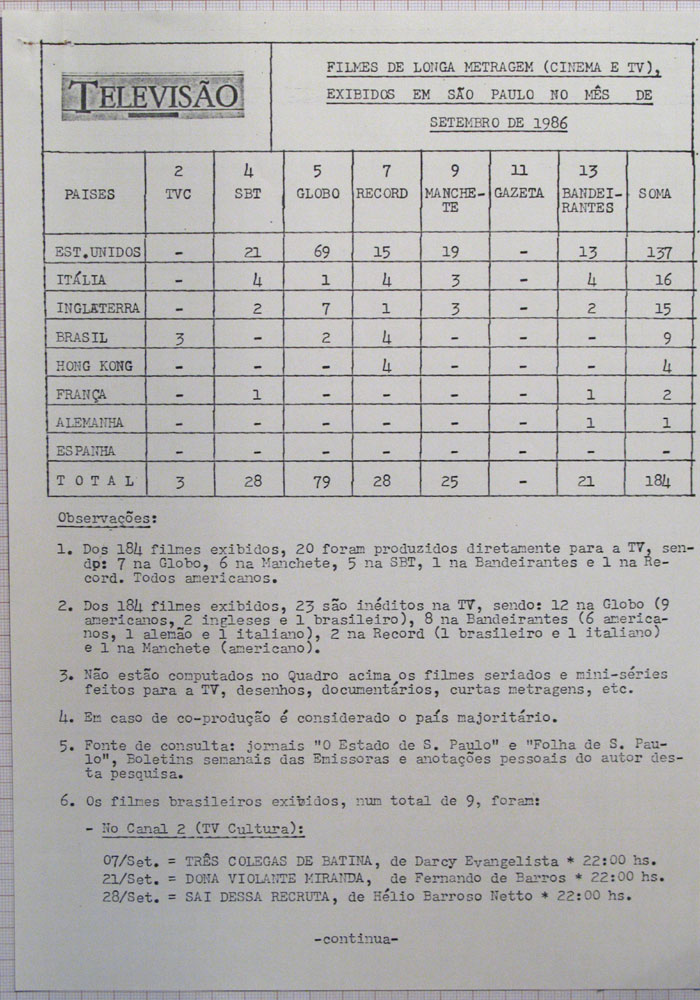 TELEVISÃO
FILMES DE LONGA METRAGEM (CINEMA E TV),
EXIBIDOS EM SÃO PAULO NO MÊS DE
SETEMBRO DE 1986
PAISES 2 TVC 4 SBT 5 GLOBO 7 RECORD 9 MANCHE-TE 11 GAZETA 13 BANDEI-RANTES SOMA
EST.UNIDOS - 21 69 15 19 - 13 137
ITÁLIA - 4 1 4 3 - 4 16
INGLATERRA - 2 7 1 3 - 2 15
BRASIL 3 - 2 4 - - - 9
HONG KONG - - - 4 - - - 4
FRANÇA - 1 - - - - 1 2
ALEMANHA - - - - - - 1 1
ESPANHA - - - - - - - -
T O T A L 3 28 79 28 25 - 21 184
Observações:
1. Dos 184 filmes exibidos, 20 foram produzidos diretamente para a TV, sen-
dp: 7 na Globo, 6 na Manchete, 5 na SBT, 1 na Bandeirantes e 1 na Re-
cord. Todos americanos.
2. Dos 184 filmes exibidos, 23 são inéditos na TV, sendo: 12 na Globo (9
americanos, 2 ingleses e 1 brasileiro), 8 na Bandeirantes (6 america-
nos, 1 alemão e 1 italiano), 2 na Record (1 brasileiro e 1 italiano)
e 1 na Manchete (americano).
3. Não estão computados no Quadro acima os filmes seriados e mini-séries
feitos para a TV, desenhos, documentários, curtas metragens, etc.
4. Em caso de co-produção é considerado o país majoritário.
5. Fonte de consulta: jornais "O Estado de S. Paulo" e "Folha de S. Pau-
lo", Boletins semanais das Emissoras e anotações pessoais do autor des-
ta pesquisa.
6. Os filmes brasileiros exibidos, num total de 9, foram:
- No Canal 2 (TV Cultura):
07/Set. = TRÊS COLEGAS DE BATINA, de Darcy Evangelista * 22:00 hs.
21/Set. = DONA VIOLANTE MIRANDA, de Fernando de Barros * 22:00 hs.
28/Set. = SAI DESSA RECRUTA, de Hélio Barroso Netto * 22:00 hs.
-continua-